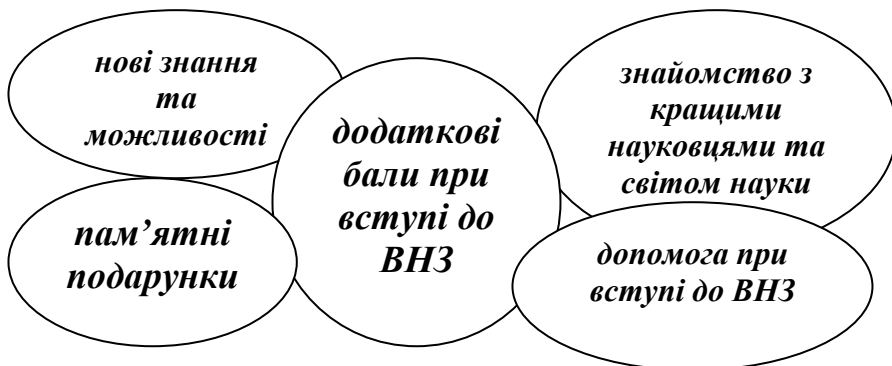 нові знання
та
можливості
пам’ятні
подарунки
додаткові
бали при
вступі до
ВНЗ
знайомство з
кращими
науковцями та
світом науки
допомога при
вступі до ВНЗ